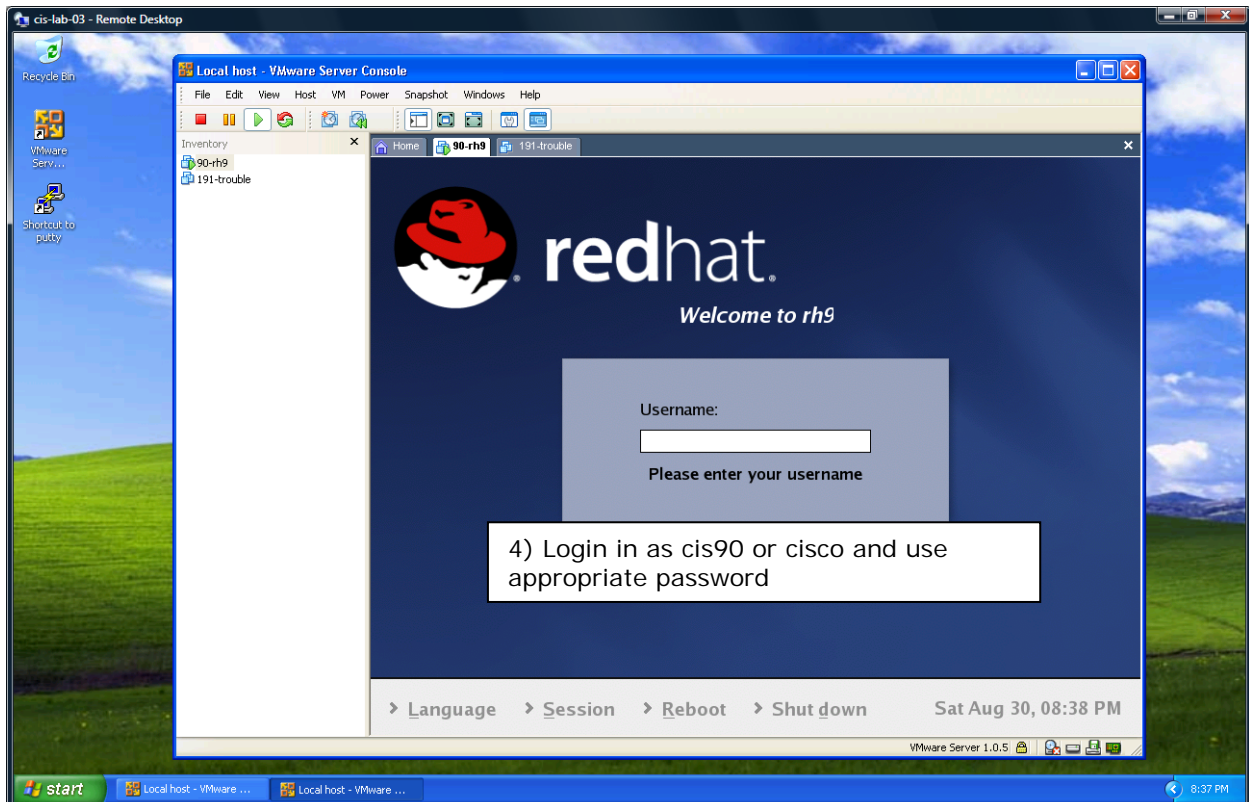 cis-lab-03 - Remote Desktop
Recycle Bin
VMware
Serv...
Shortcut to
putty
Local host - VMware Server Console
File Edit View Host VM Power Snapshot Windows Help
Inventory
90-rh9
191-trouble
Home 90-rh9 191-trouble
redhat.
Welcome to rh9
Username:
Please enter your username
4) Login in as cis90 or cisco and use
appropriate password
Language Session Reboot Shut down Sat Aug 30, 08:38 PM
VMware Server 1.0.5
start Local host - VMware ... Local host - VMware ... 8:37 PM